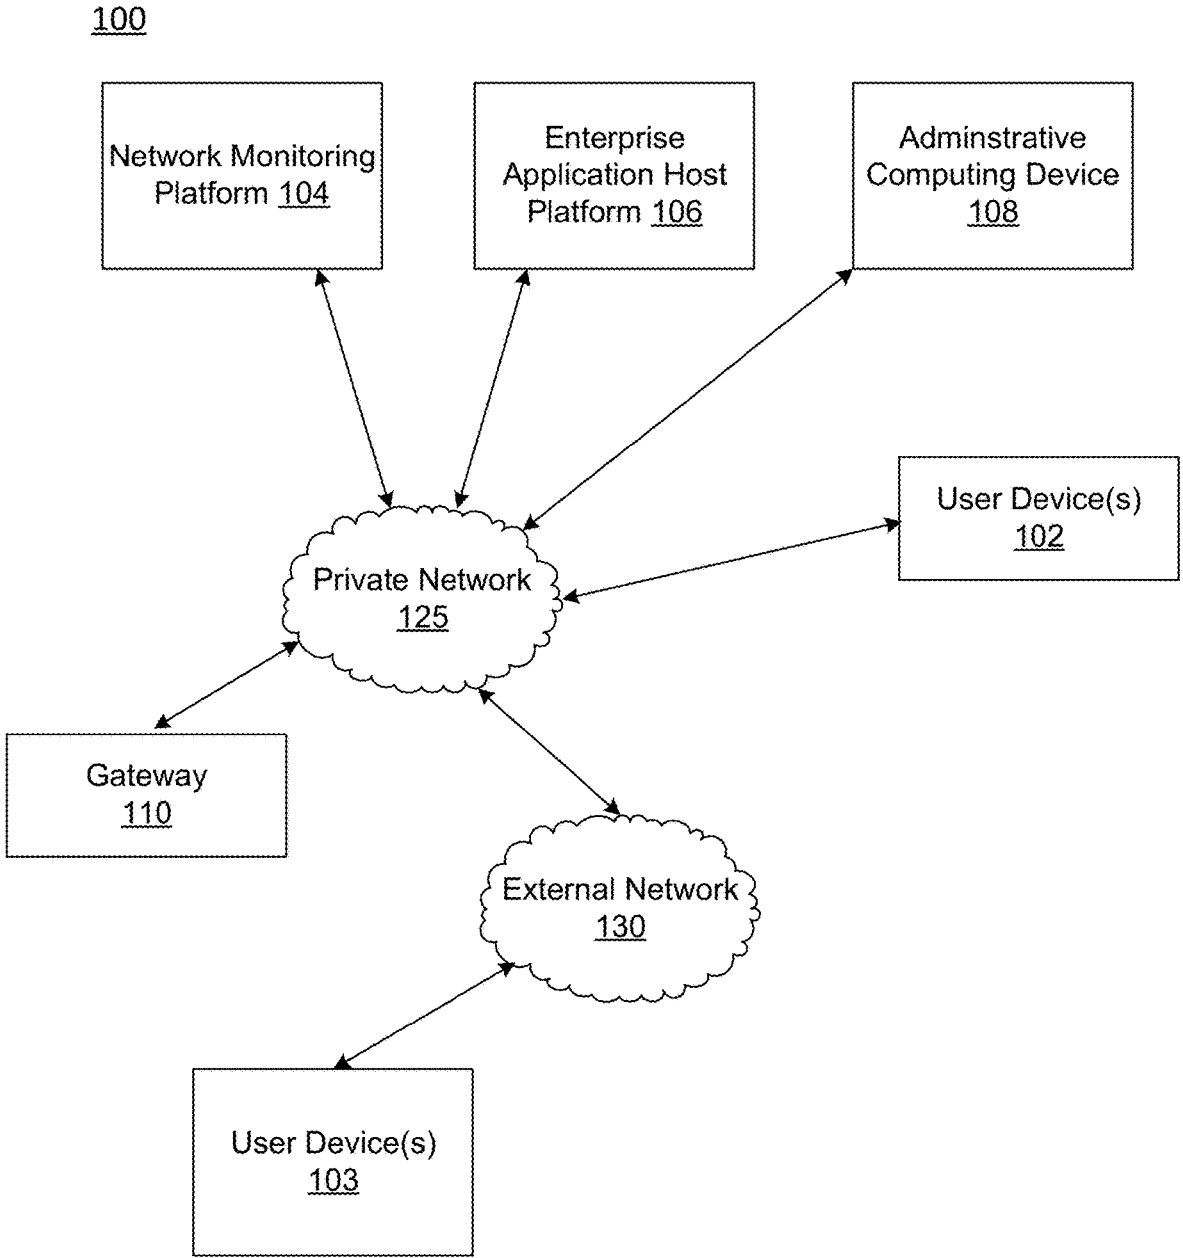 100
Network Monitoring
Platform 104
Enterprise
Application Host
Platform 106
Adminstrative
Computing Device
108
User Device(s)
102
Private Network
125
Gateway
110
External Network
130
User Device(s)
103